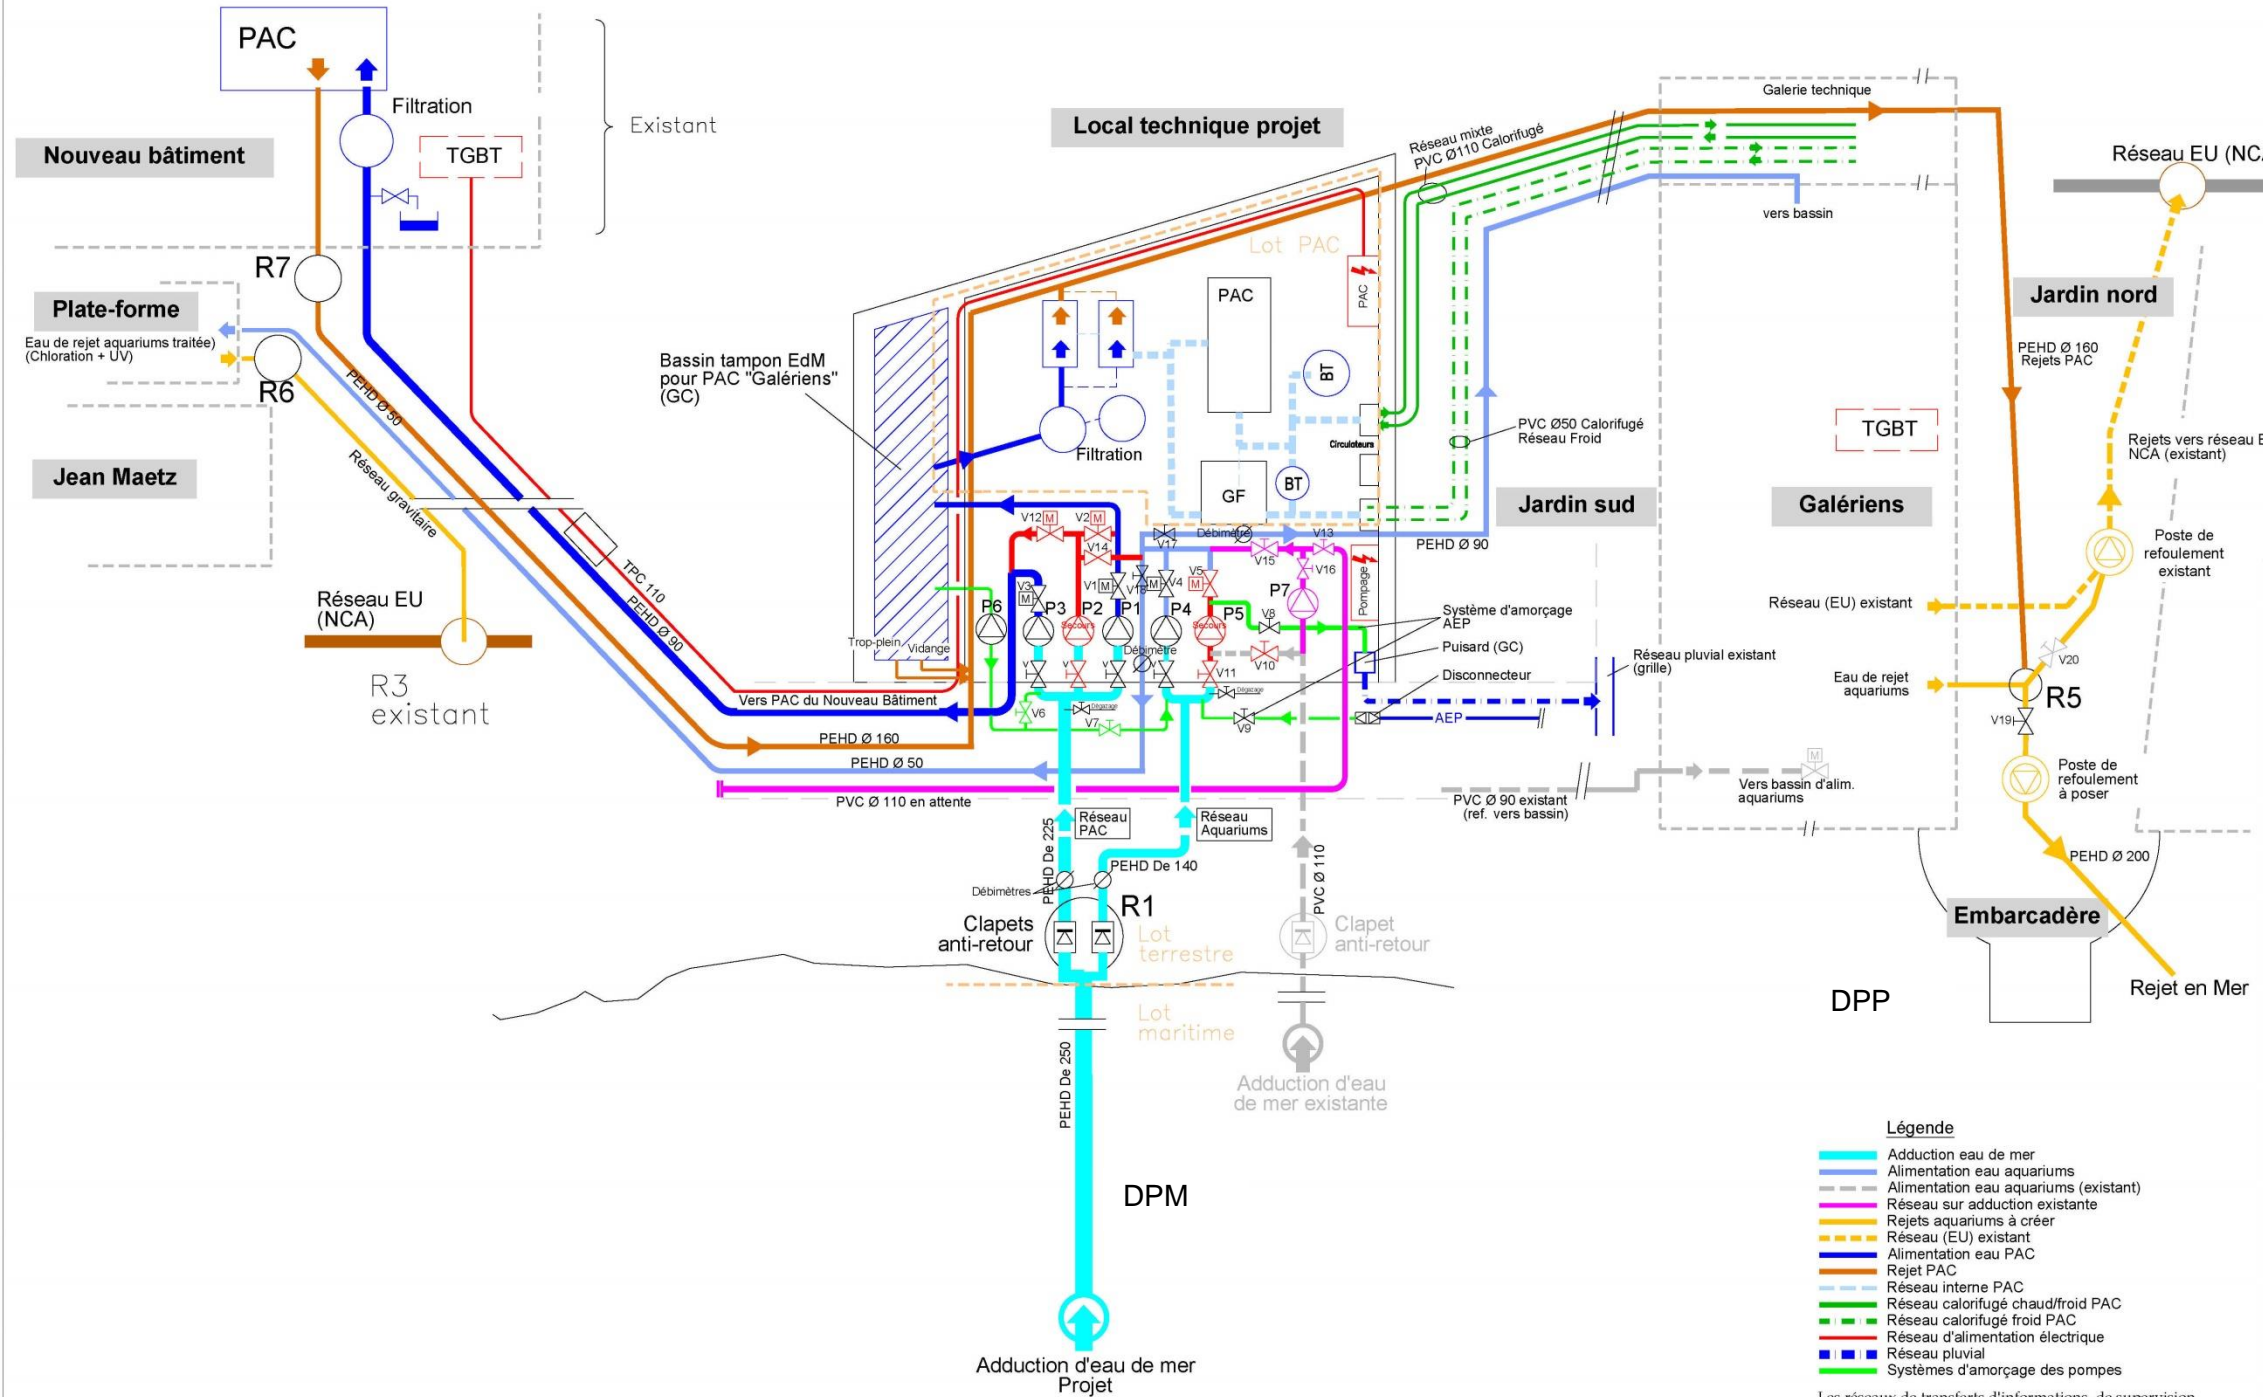 PAC
Filtration
TGBT
Existant
Nouveau bâtiment
R7
Plate-forme
Eau de rejet aquariums traitée)
(Chloration + UV)
R6
Jean Maetz
PEHD Ø 50
Réseau gravitaire
Réseau EU
(NCA)
R3
existant
TPC 110
PEHD Ø 90
Local technique projet
Bassin tampon EdM
pour PAC "Galériens"
(GC)
Lot PAC
PAC
PAC
BT
Filtration
Circulateurs
GF
BT
Réseau mixte
PVC Ø110 Calorifugé
PVC Ø50 Calorifugé
Réseau Froid
Jardin sud
PEHD Ø 90
V12
M
V2
M
V14
V17
Débimètre
V13
V15
V16
V3
M
V1
M
V18
M
V4
V5
M
P7
P6
P3
P2
P1
P4
P5
V8
Secours
Secours
Pompage
Trop-plein
Vidange
Débimètre
V
V
V
V
V10
V11
Dégazage
Dégazage
V6
V7
V9
Système d'amorçage
AEP
Puisard (GC)
Disconnecteur
AEP
Réseau pluvial existant
(grille)
Vers PAC du Nouveau Bâtiment
PEHD Ø 160
PEHD Ø 50
PVC Ø 110 en attente
PVC Ø 90 existant
(ref. vers bassin)
M
Vers bassin d'alim.
aquariums
Réseau
PAC
Réseau
Aquariums
PEHD De 225
PEHD De 140
Débimètres
R1
Clapets
anti-retour
Lot
terrestre
Lot
maritime
PVC Ø 110
Clapet
anti-retour
Adduction d'eau
de mer existante
PEHD De 250
DPM
Adduction d'eau de mer
Projet
Galerie technique
vers bassin
Réseau EU (NCA
Jardin nord
PEHD Ø 160
Rejets PAC
TGBT
Rejets vers réseau E
NCA (existant)
Galériens
Poste de
refoulement
existant
Réseau (EU) existant
V20
Eau de rejet
aquariums
R5
V19
Poste de
refoulement
à poser
PEHD Ø 200
Embarcadère
Rejet en Mer
DPP
Légende
Adduction eau de mer
Alimentation eau aquariums
Alimentation eau aquariums (existant)
Réseau sur adduction existante
Rejets aquariums à créer
Réseau (EU) existant
Alimentation eau PAC
Rejet PAC
Réseau interne PAC
Réseau calorifugé chaud/froid PAC
Réseau calorifugé froid PAC
Réseau d'alimentation électrique
Réseau pluvial
Systèmes d'amorçage des pompes
Les réseaux de transferts d'informations, de supervision